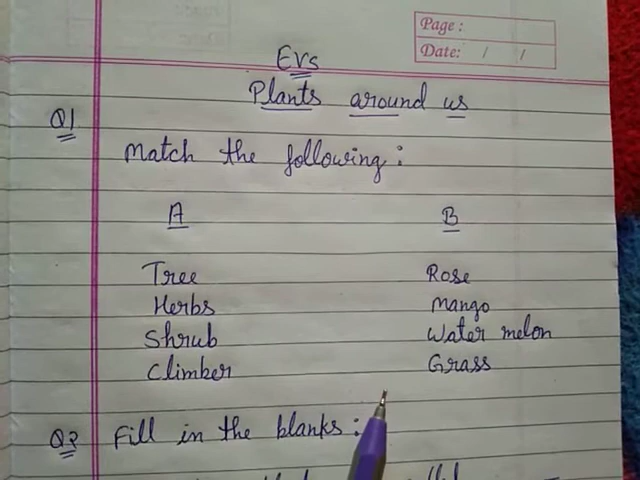 Page :
Date: / /
EVS
Plants around us
Q1
Match the following :
A B
Tree Rose
Herbs Mango
Shrub Water melon
Climber Grass
Q2 Fill in the blanks :